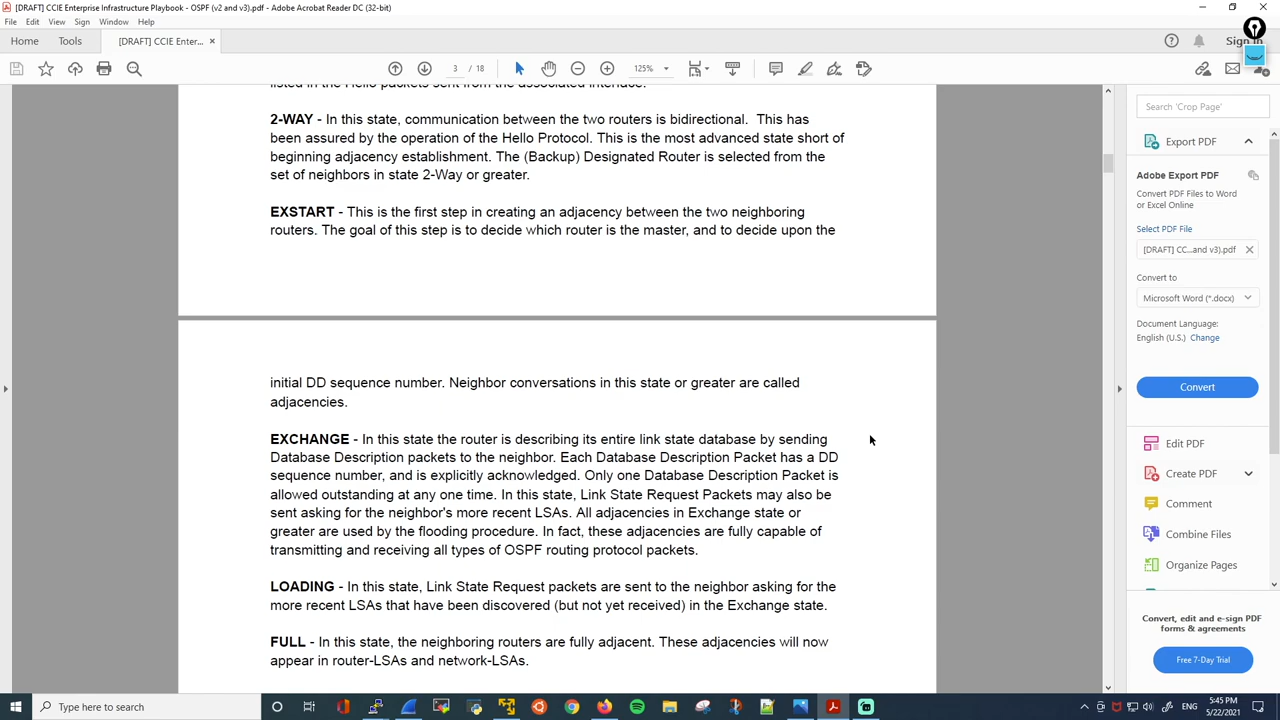 [DRAFT] CCIE Enterprise Infrastructure Playbook - OSPF (v2 and v3).pdf - Adobe Acrobat Reader DC (32-bit)
File Edit View Sign Window Help
Home Tools [DRAFT] CCIE Enter... × Sign In
3 / 18 125%
listed in the Hello packets sent from the associated interface.
2-WAY - In this state, communication between the two routers is bidirectional.  This has
been assured by the operation of the Hello Protocol. This is the most advanced state short of
beginning adjacency establishment. The (Backup) Designated Router is selected from the
set of neighbors in state 2-Way or greater.
EXSTART - This is the first step in creating an adjacency between the two neighboring
routers. The goal of this step is to decide which router is the master, and to decide upon the
initial DD sequence number. Neighbor conversations in this state or greater are called
adjacencies.
EXCHANGE - In this state the router is describing its entire link state database by sending
Database Description packets to the neighbor. Each Database Description Packet has a DD
sequence number, and is explicitly acknowledged. Only one Database Description Packet is
allowed outstanding at any one time. In this state, Link State Request Packets may also be
sent asking for the neighbor's more recent LSAs. All adjacencies in Exchange state or
greater are used by the flooding procedure. In fact, these adjacencies are fully capable of
transmitting and receiving all types of OSPF routing protocol packets.
LOADING - In this state, Link State Request packets are sent to the neighbor asking for the
more recent LSAs that have been discovered (but not yet received) in the Exchange state.
FULL - In this state, the neighboring routers are fully adjacent. These adjacencies will now
appear in router-LSAs and network-LSAs.
Search 'Crop Page'
Export PDF
Adobe Export PDF
Convert PDF Files to Word
or Excel Online
Select PDF File
[DRAFT] CC...and v3).pdf
Convert to
Microsoft Word (*.docx)
Document Language:
English (U.S.) Change
Convert
Edit PDF
Create PDF
Comment
Combine Files
Organize Pages
Convert, edit and e-sign PDF
forms & agreements
Free 7-Day Trial
Type here to search
ENG
5:45 PM
5/22/2021